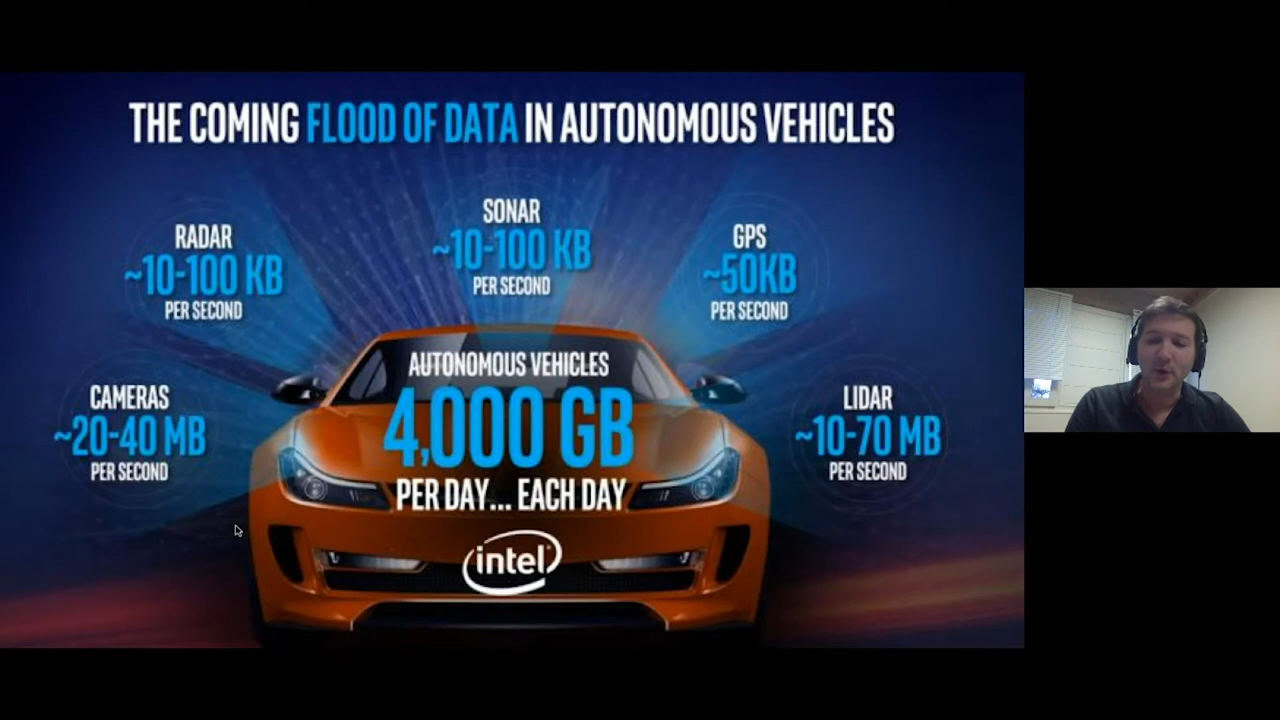 THE COMING FLOOD OF DATA IN AUTONOMOUS VEHICLES
SONAR
~10-100 KB
PER SECOND
RADAR
~10-100 KB
PER SECOND
GPS
~50KB
PER SECOND
CAMERAS
~20-40 MB
PER SECOND
AUTONOMOUS VEHICLES
4,000 GB
PER DAY... EACH DAY
LIDAR
~10-70 MB
PER SECOND
intel